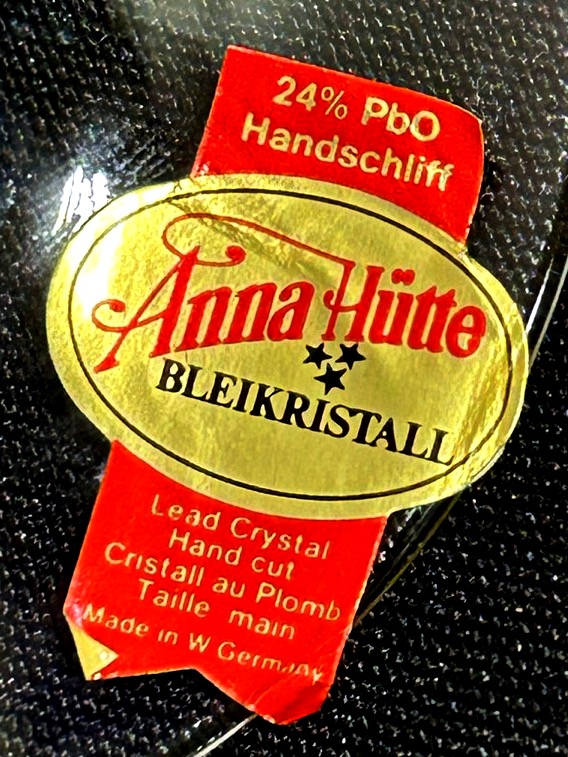 24% PbO
Handschliff
Anna Hütte
BLEIKRISTALL
Lead Crystal
Hand cut
Cristall au Plomb
Taille main
Made in W Germany